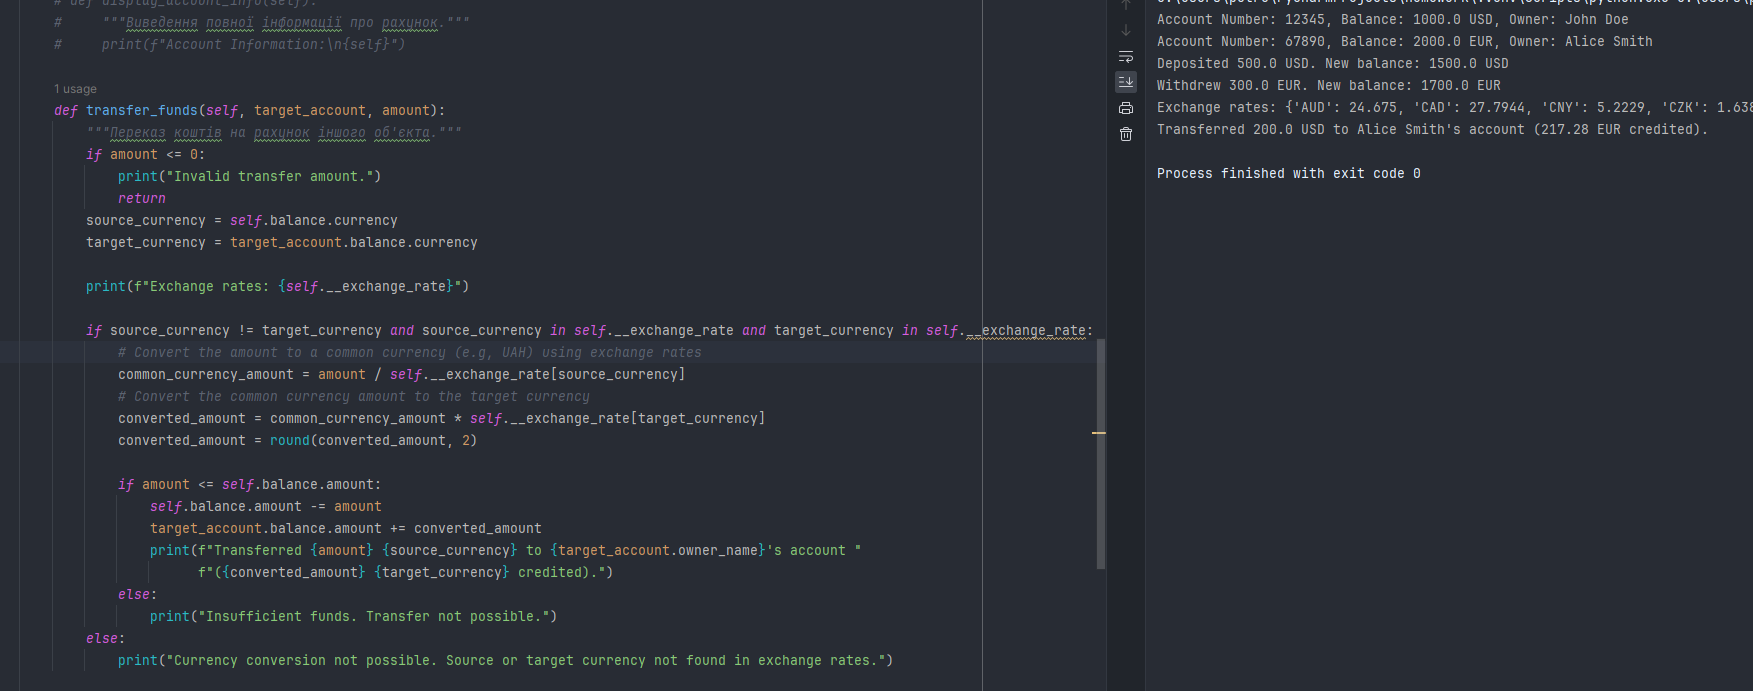 # def display_account_info(self):
#     """Виведення повної інформації про рахунок."""
#     print(f"Account Information:\n{self}")
1 usage
def transfer_funds(self, target_account, amount):
    """Переказ коштів на рахунок іншого об'єкта."""
    if amount <= 0:
        print("Invalid transfer amount.")
        return
    source_currency = self.balance.currency
    target_currency = target_account.balance.currency
    print(f"Exchange rates: {self.__exchange_rate}")
    if source_currency != target_currency and source_currency in self.__exchange_rate and target_currency in self.__exchange_rate:
        # Convert the amount to a common currency (e.g, UAH) using exchange rates
        common_currency_amount = amount / self.__exchange_rate[source_currency]
        # Convert the common currency amount to the target currency
        converted_amount = common_currency_amount * self.__exchange_rate[target_currency]
        converted_amount = round(converted_amount, 2)
        if amount <= self.balance.amount:
            self.balance.amount -= amount
            target_account.balance.amount += converted_amount
            print(f"Transferred {amount} {source_currency} to {target_account.owner_name}'s account "
                  f"({converted_amount} {target_currency} credited).")
        else:
            print("Insufficient funds. Transfer not possible.")
    else:
        print("Currency conversion not possible. Source or target currency not found in exchange rates.")
Account Number: 12345, Balance: 1000.0 USD, Owner: John Doe
Account Number: 67890, Balance: 2000.0 EUR, Owner: Alice Smith
Deposited 500.0 USD. New balance: 1500.0 USD
Withdrew 300.0 EUR. New balance: 1700.0 EUR
Exchange rates: {'AUD': 24.675, 'CAD': 27.7944, 'CNY': 5.2229, 'CZK': 1.638
Transferred 200.0 USD to Alice Smith's account (217.28 EUR credited).
Process finished with exit code 0